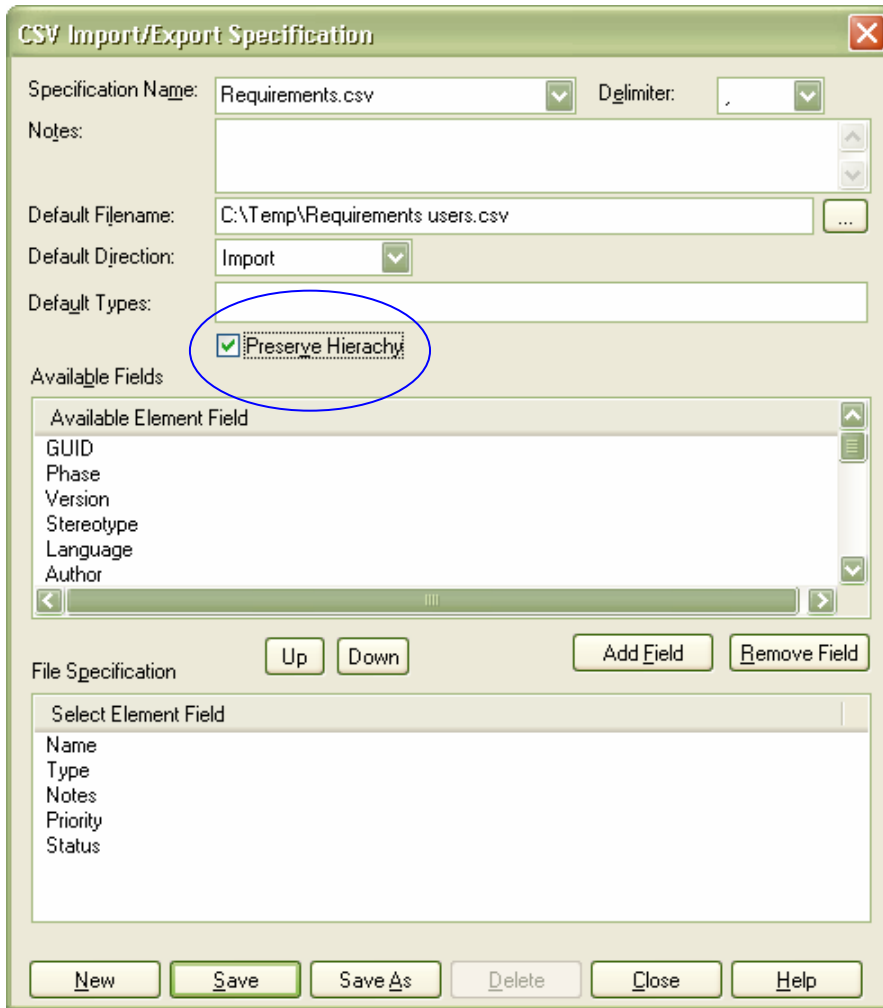 CSV Import/Export Specification
Specification Name: Requirements.csv Delimiter: ,
Notes:
Default Filename: C:\Temp\Requirements users.csv ...
Default Direction: Import
Default Types:
Preserve Hierachy
Available Fields
Available Element Field
GUID
Phase
Version
Stereotype
Language
Author
Up Down Add Field Remove Field
File Specification
Select Element Field
Name
Type
Notes
Priority
Status
New Save Save As Delete Close Help